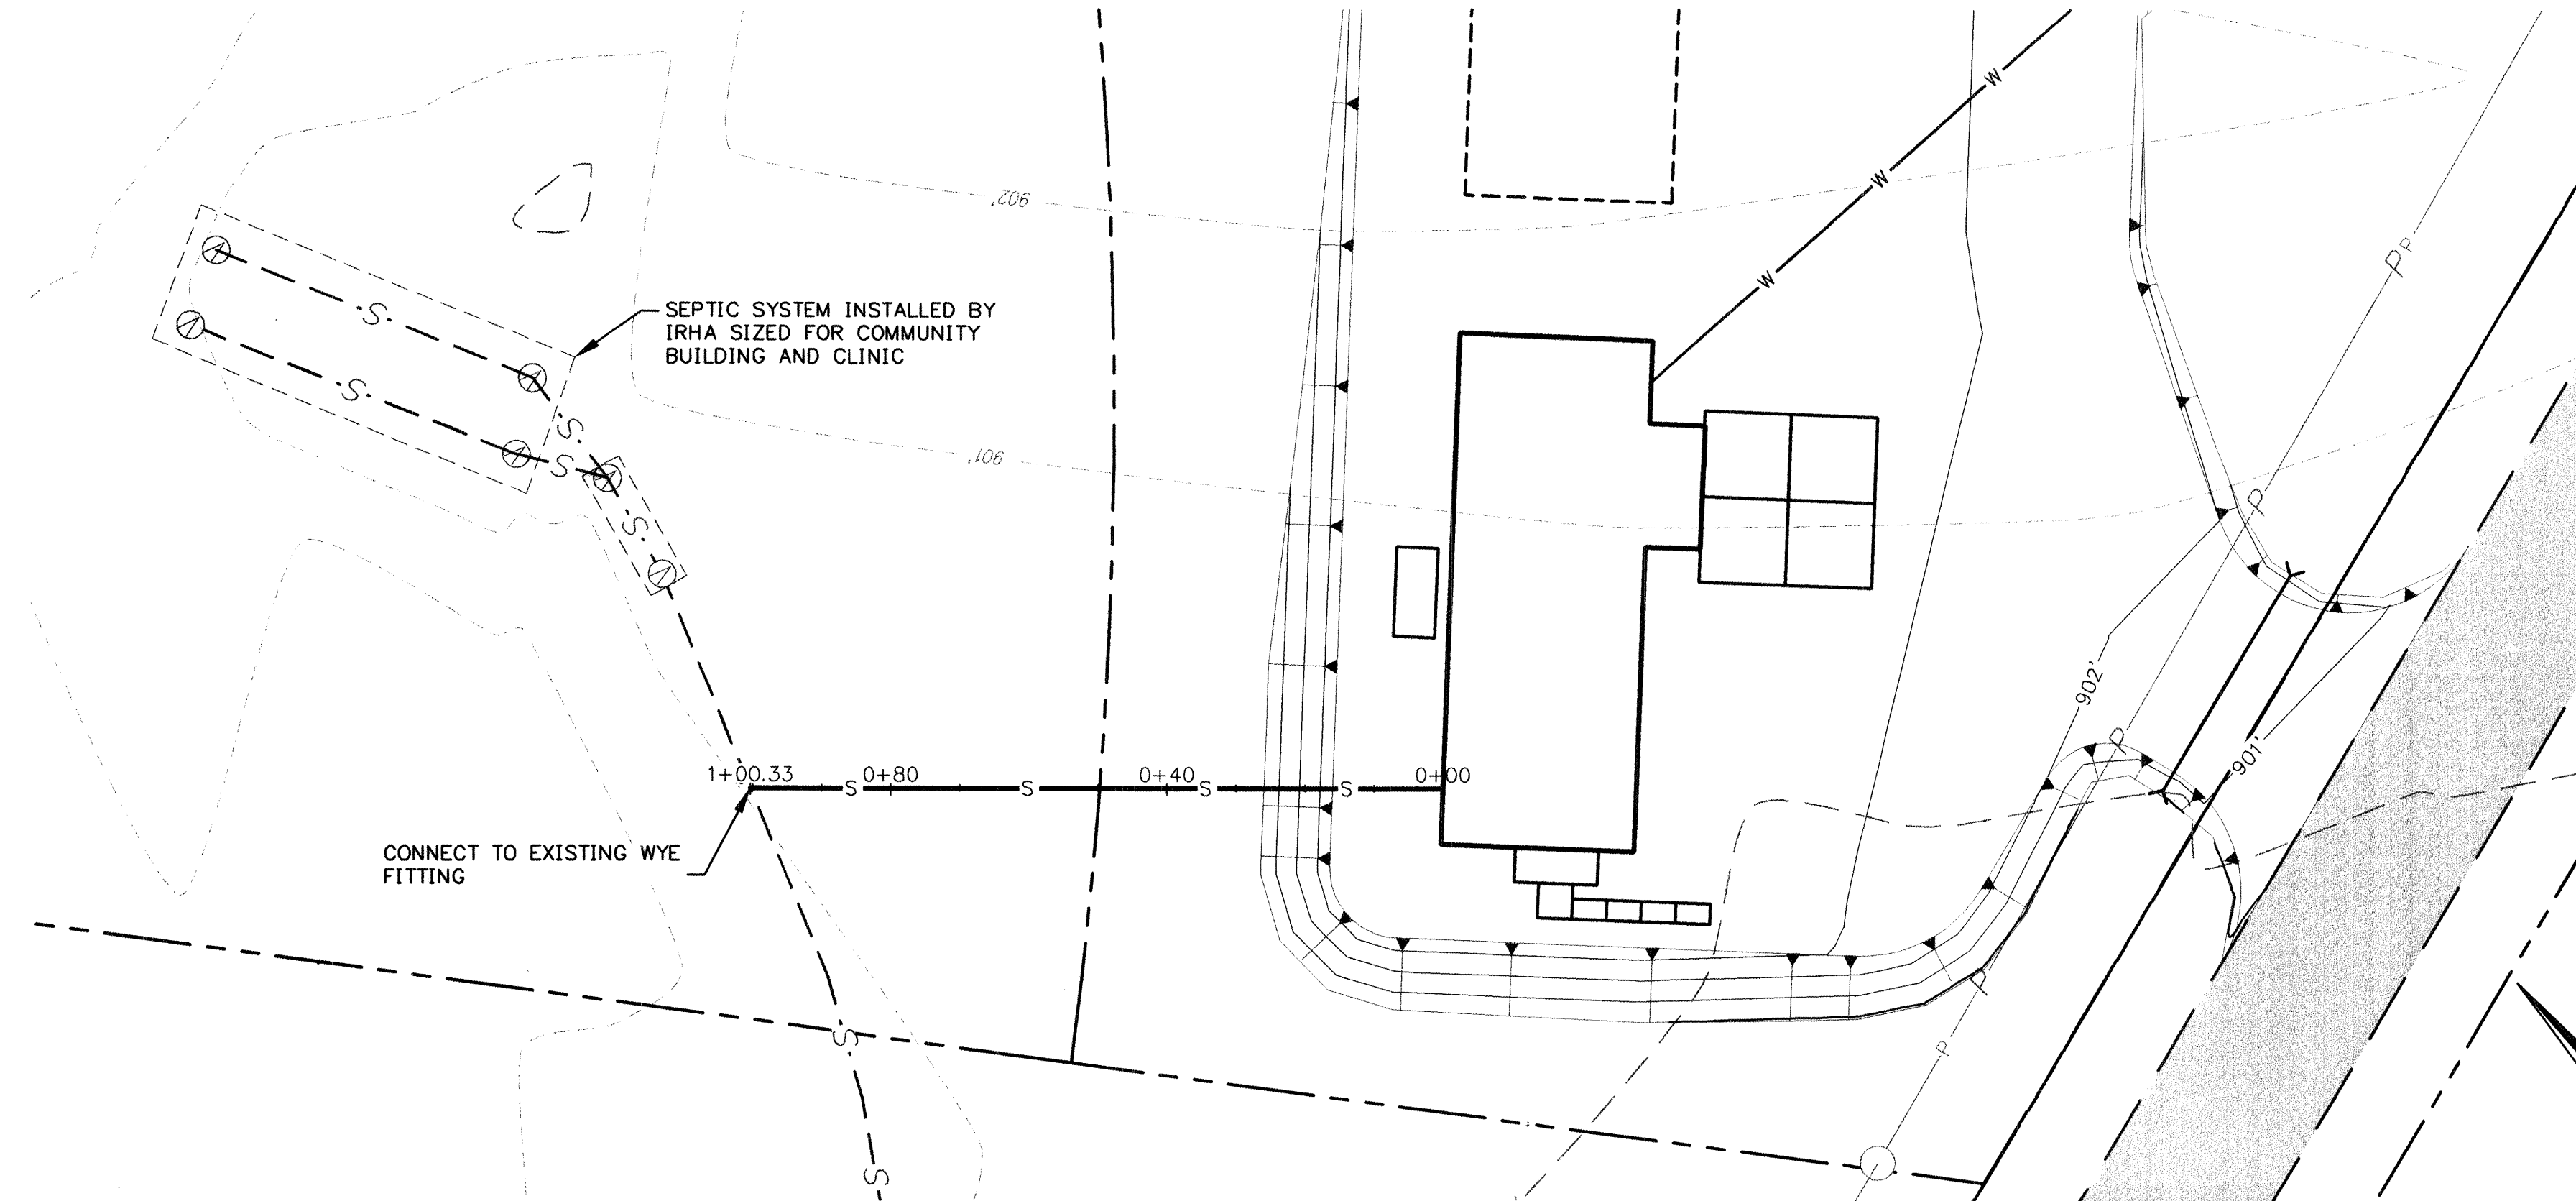 W
W
W
902'
901'
PP
SEPTIC SYSTEM INSTALLED BY
IRHA SIZED FOR COMMUNITY
BUILDING AND CLINIC
S
S
S
S
S
P
902'
P
901'
1+00.33
0+80
0+40
0+00
S
S
S
S
CONNECT TO EXISTING WYE
FITTING
P
S
P
S